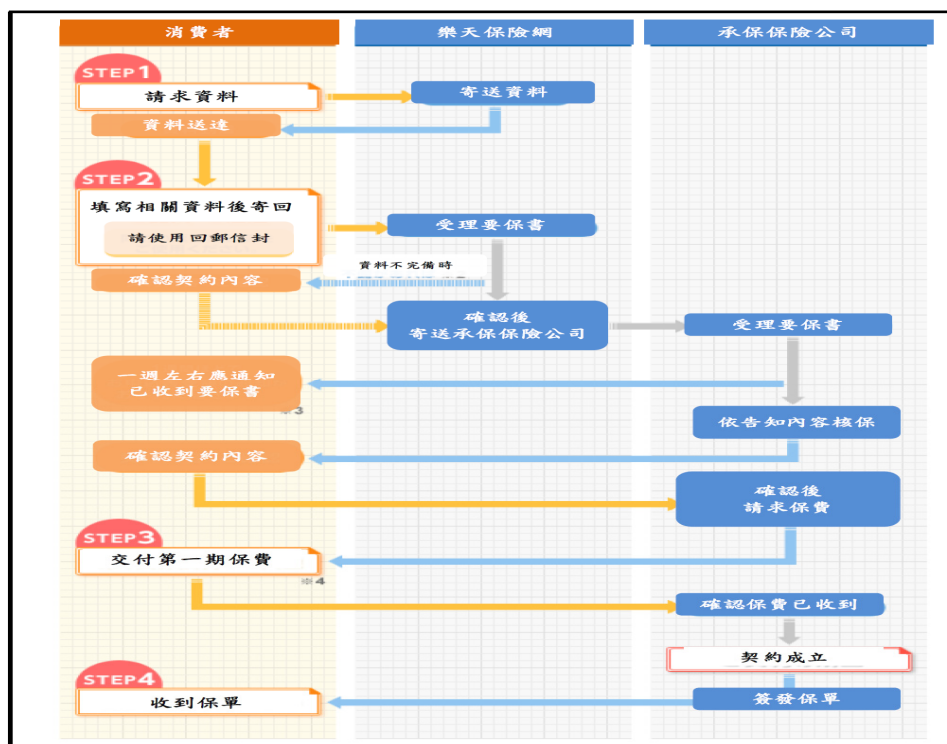 消費者
樂天保險網
承保保險公司
STEP1
請求資料
寄送資料
資料送達
STEP2
填寫相關資料後寄回
請使用回郵信封
受理要保書
資料不完備時
確認契約內容
確認後
寄送承保保險公司
受理要保書
一週左右應通知
已收到要保書
※3
依告知內容核保
確認契約內容
確認後
請求保費
STEP3
交付第一期保費
※4
確認保費已收到
契約成立
STEP4
收到保單
簽發保單